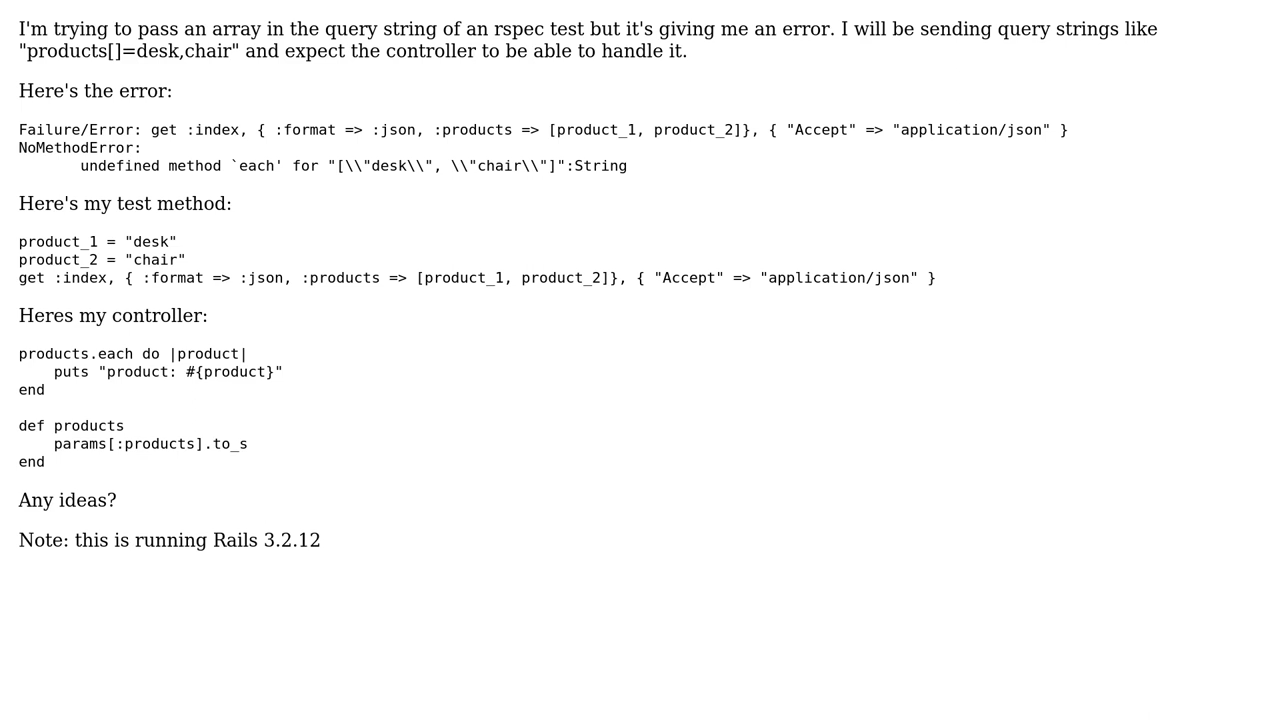 I'm trying to pass an array in the query string of an rspec test but it's giving me an error. I will be sending query strings like
"products[]=desk,chair" and expect the controller to be able to handle it.
Here's the error:
Failure/Error: get :index, { :format => :json, :products => [product_1, product_2]}, { "Accept" => "application/json" }
NoMethodError:
       undefined method `each' for "[\\"desk\\", \\"chair\\"]":String
Here's my test method:
product_1 = "desk"
product_2 = "chair"
get :index, { :format => :json, :products => [product_1, product_2]}, { "Accept" => "application/json" }
Heres my controller:
products.each do |product|
    puts "product: #{product}"
end
def products
    params[:products].to_s
end
Any ideas?
Note: this is running Rails 3.2.12